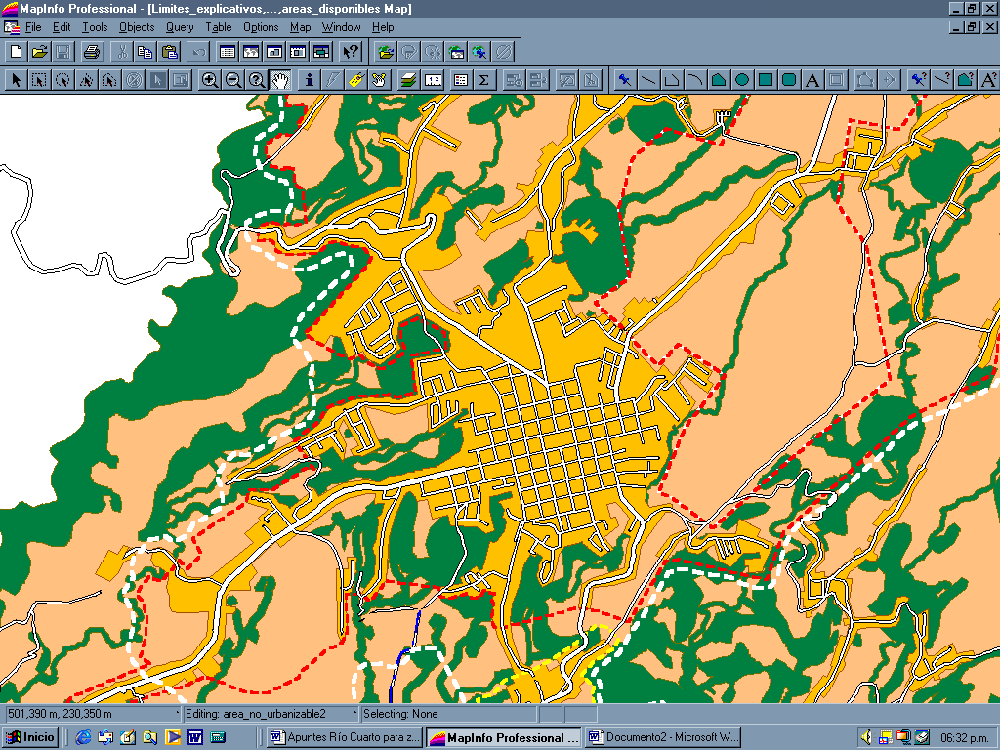 MapInfo Professional - [Limites_explicativos,...,areas_disponibles Map]
File Edit Tools Objects Query Table Options Map Window Help
501,390 m, 230,350 m
Editing: area_no_urbanizable2
Selecting: None
Inicio
Apuntes Río Cuarto para z...
MapInfo Professional ...
Documento2 - Microsoft W...
06:32 p.m.